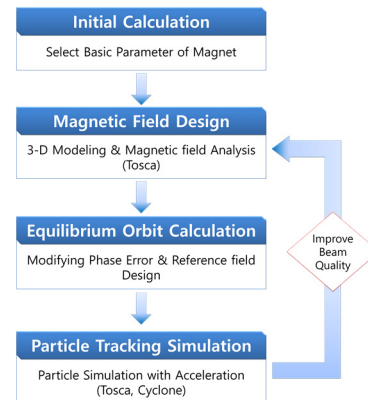 Initial Calculation
Select Basic Parameter of Magnet
Magnetic Field Design
3-D Modeling & Magnetic field Analysis
(Tosca)
Equilibrium Orbit Calculation
Modifying Phase Error & Reference field
Design
Improve
Beam
Quality
Particle Tracking Simulation
Particle Simulation with Acceleration
(Tosca, Cyclone)